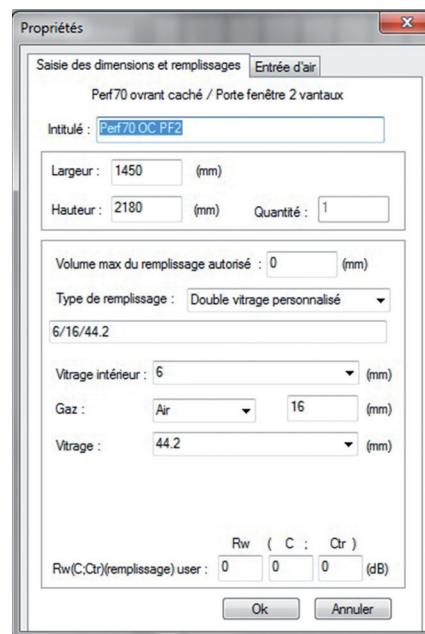 Propriétés
x
Saisie des dimensions et remplissages Entrée d'air
Perf70 ovrant caché / Porte fenêtre 2 vantaux
Intitulé : Perf70 OC PF2
Largeur : 1450 (mm)
Hauteur : 2180 (mm) Quantité : 1
Volume max du remplissage autorisé : 0 (mm)
Type de remplissage : Double vitrage personnalisé
6/16/44.2
Vitrage intérieur : 6 (mm)
Gaz : Air 16 (mm)
Vitrage : 44.2 (mm)
Rw ( C ; Ctr )
Rw(C;Ctr)(remplissage) user : 0 0 0 (dB)
Ok Annuler